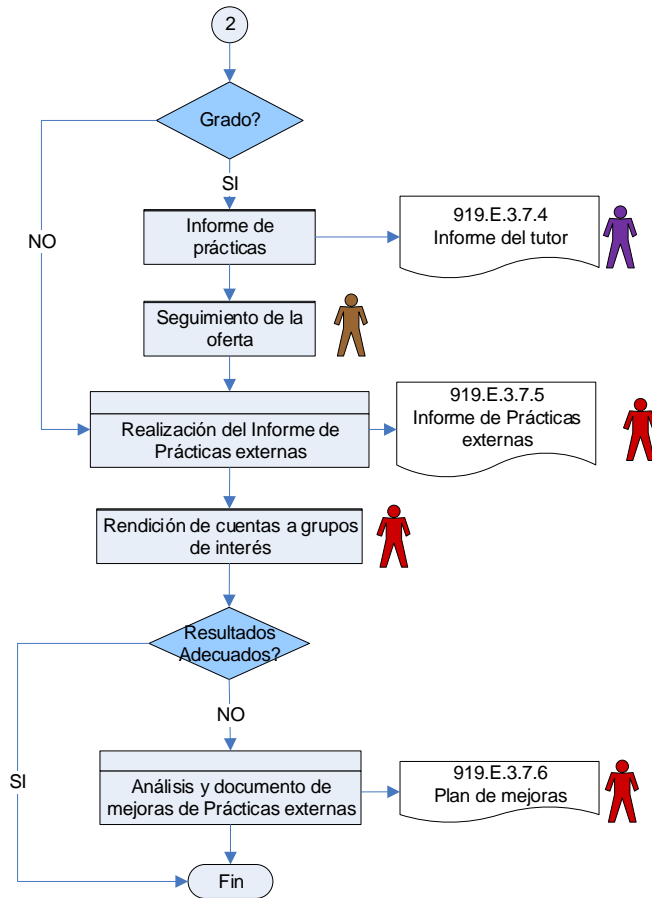 2
Grado?
SI
NO
Informe de
prácticas
919.E.3.7.4
Informe del tutor
Seguimiento de la
oferta
Realización del Informe de
Prácticas externas
919.E.3.7.5
Informe de Prácticas
externas
Rendición de cuentas a grupos
de interés
Resultados
Adecuados?
NO
SI
Análisis y documento de
mejoras de Prácticas externas
919.E.3.7.6
Plan de mejoras
Fin